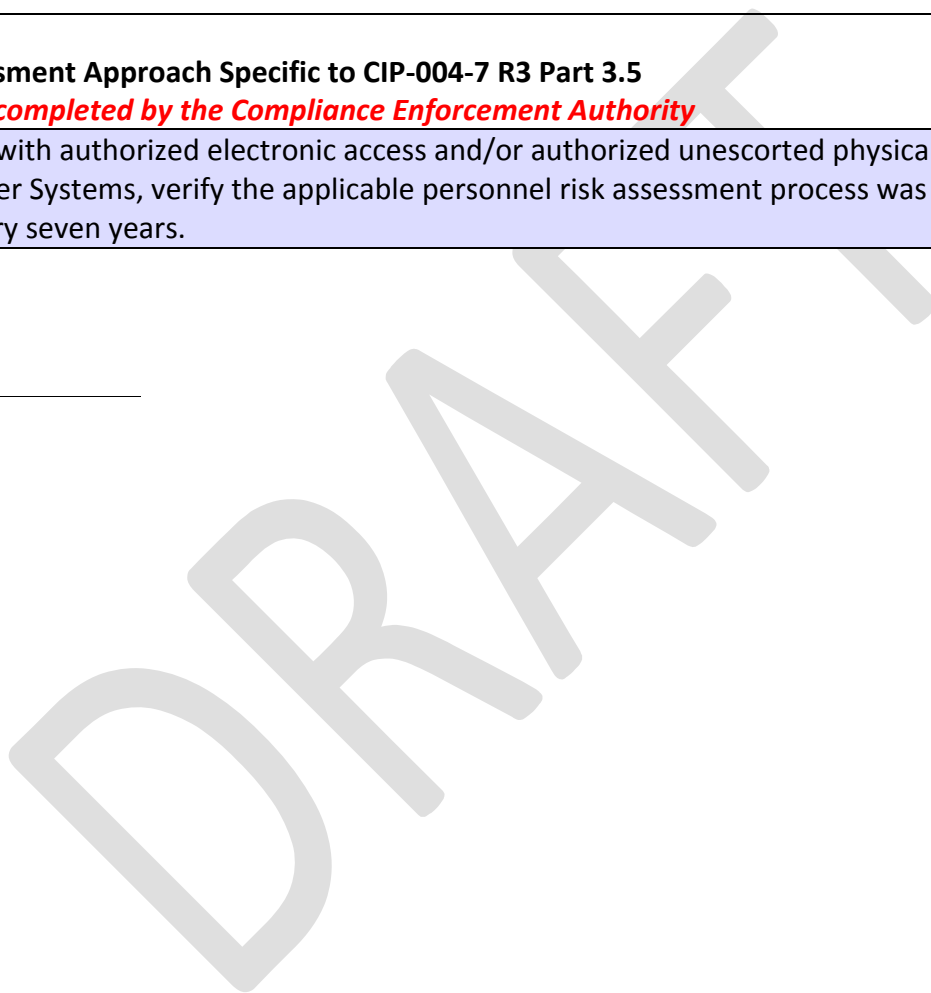 sment Approach Specific to CIP-004-7 R3 Part 3.5
completed by the Compliance Enforcement Authority
with authorized electronic access and/or authorized unescorted physica
er Systems, verify the applicable personnel risk assessment process was
ry seven years.
DRAFT